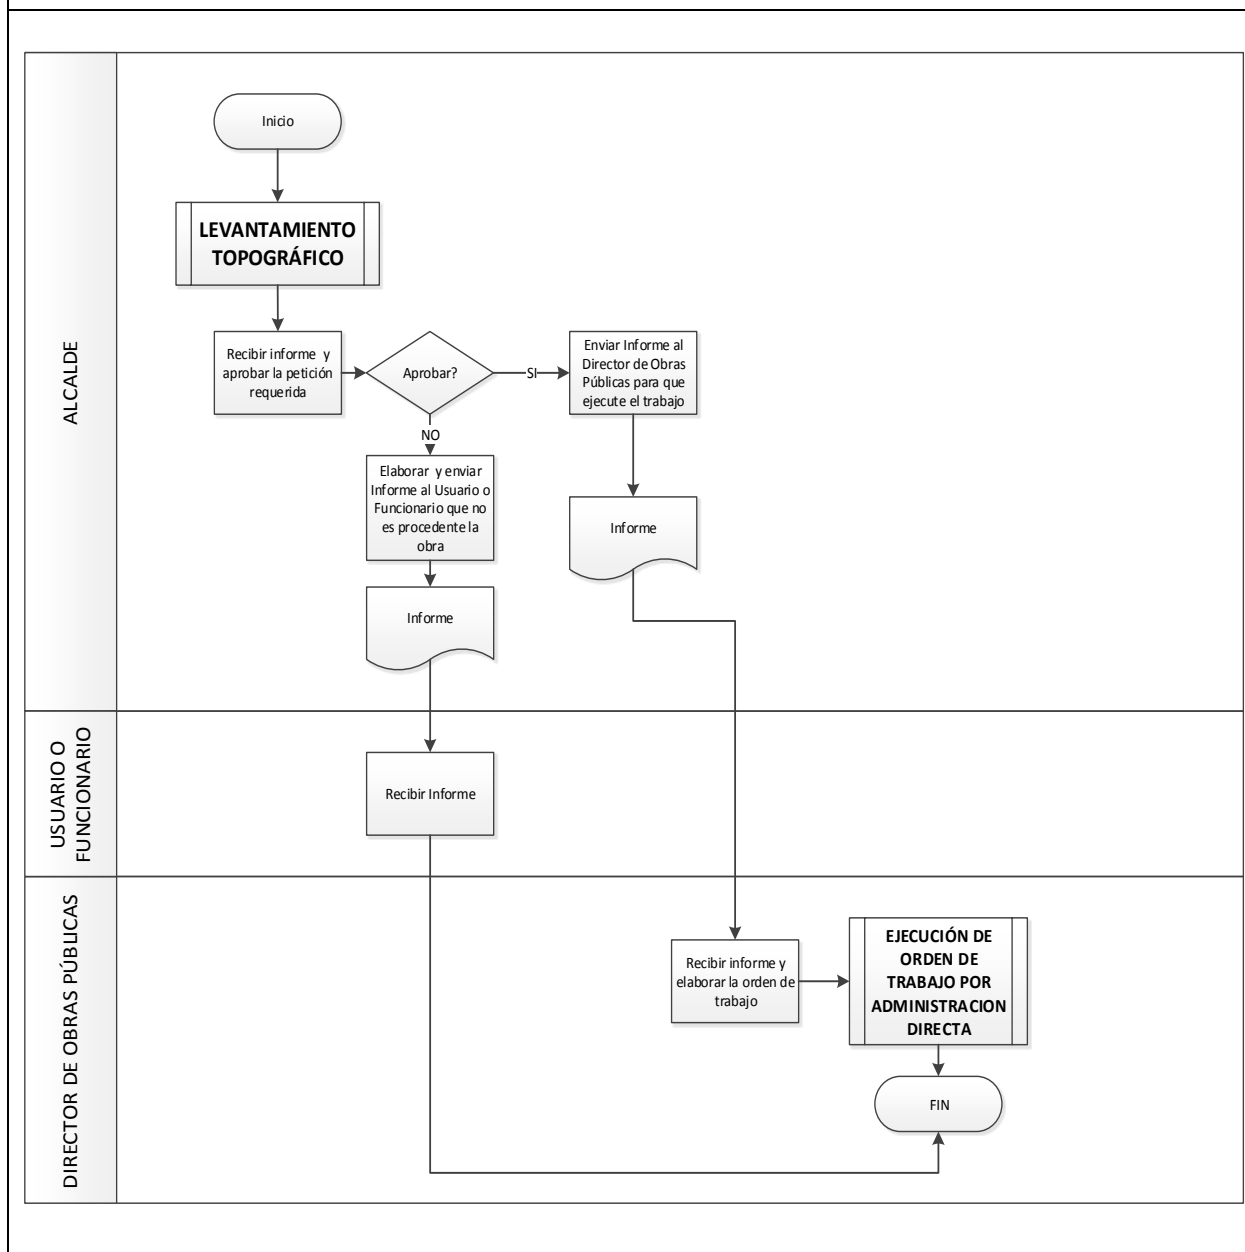 ALCALDE
Inicio
LEVANTAMIENTO
TOPOGRÁFICO
Recibir informe y
aprobar la petición
requerida
Aprobar?
SI
Enviar Informe al
Director de Obras
Públicas para que
ejecute el trabajo
NO
Elaborar y enviar
Informe al Usuario o
Funcionario que no
es procedente la
obra
Informe
Informe
USUARIO O
FUNCIONARIO
Recibir Informe
DIRECTOR DE OBRAS PÚBLICAS
Recibir informe y
elaborar la orden de
trabajo
EJECUCIÓN DE
ORDEN DE
TRABAJO POR
ADMINISTRACION
DIRECTA
FIN